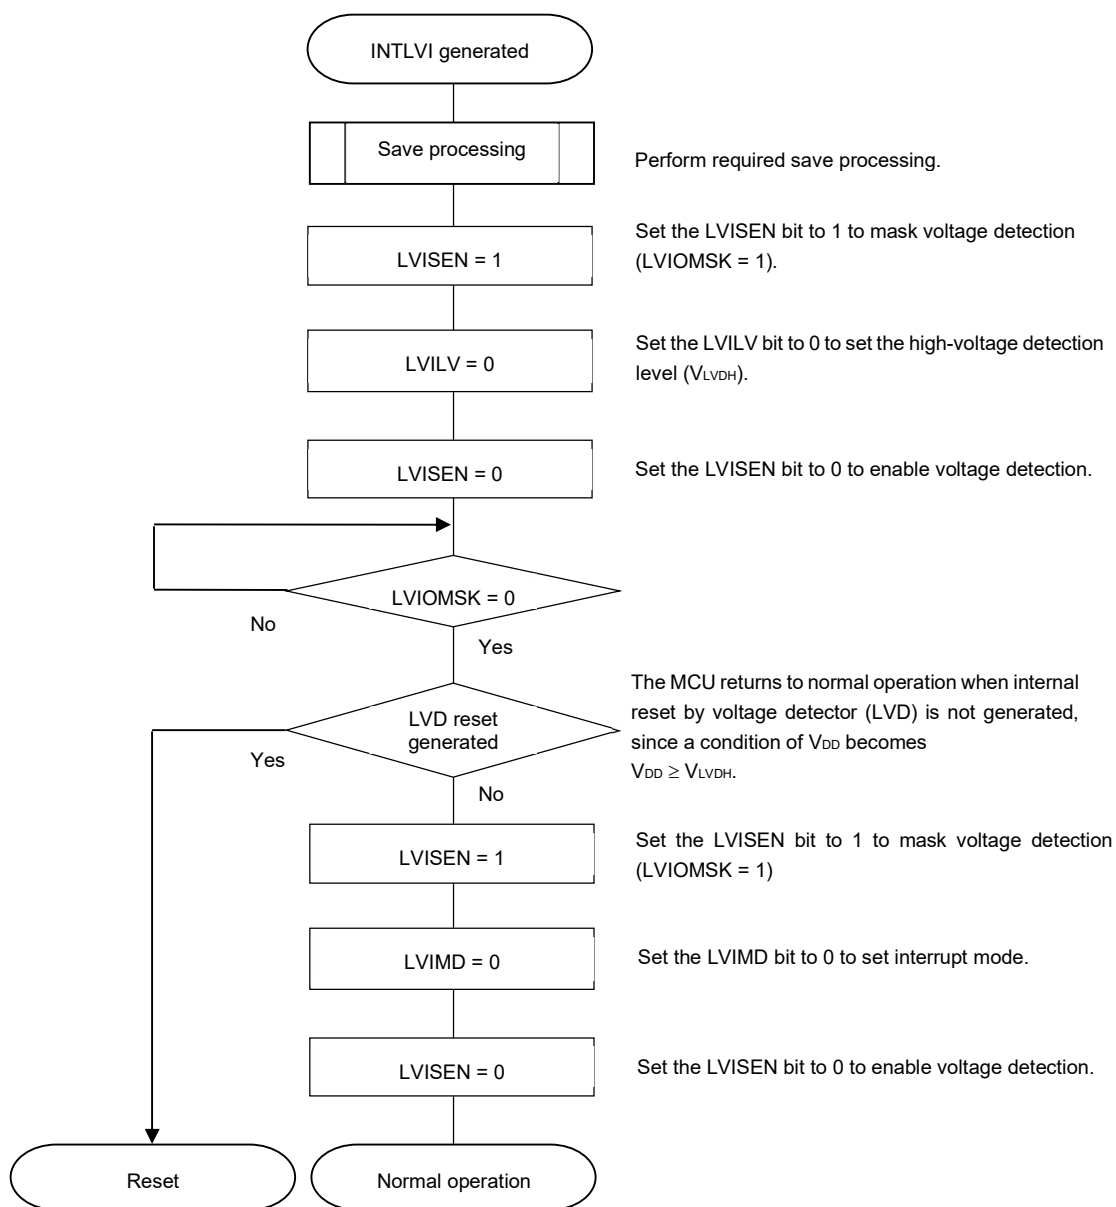 INTLVI generated
Save processing
Perform required save processing.
LVISEN = 1
Set the LVISEN bit to 1 to mask voltage detection
(LVIOMSK = 1).
LVILV = 0
Set the LVILV bit to 0 to set the high-voltage detection
level (VLVDH).
LVISEN = 0
Set the LVISEN bit to 0 to enable voltage detection.
LVIOMSK = 0
No
Yes
LVD reset
generated
The MCU returns to normal operation when internal
reset by voltage detector (LVD) is not generated,
since a condition of VDD becomes
VDD ≥ VLVDH.
Yes
No
LVISEN = 1
Set the LVISEN bit to 1 to mask voltage detection
(LVIOMSK = 1)
LVIMD = 0
Set the LVIMD bit to 0 to set interrupt mode.
LVISEN = 0
Set the LVISEN bit to 0 to enable voltage detection.
Reset
Normal operation